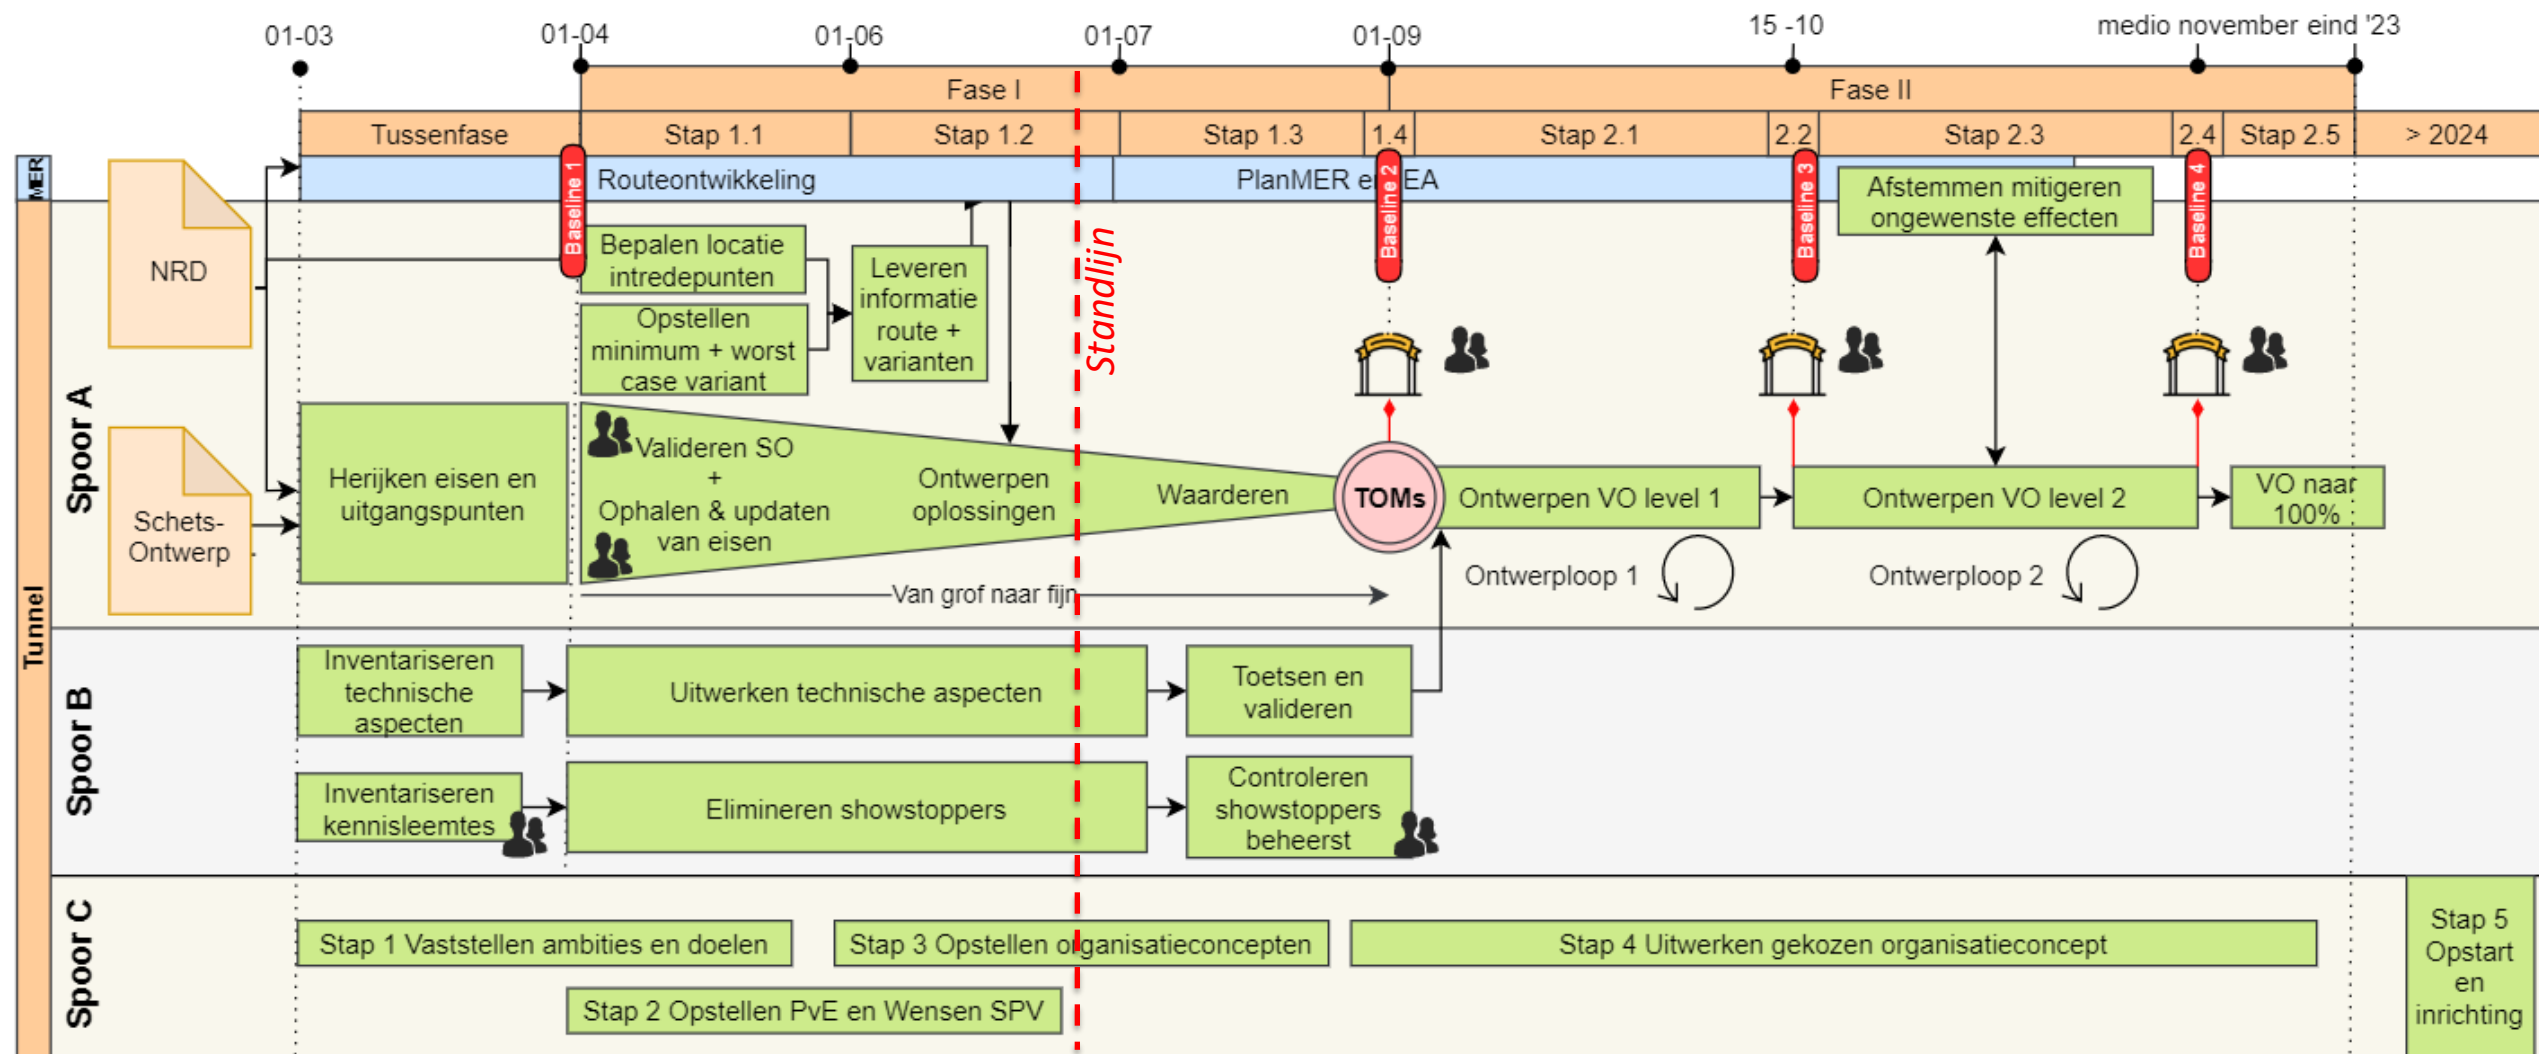 01-03
01-04
01-06
01-07
01-09
15 -10
medio november eind '23
Fase I
Fase II
Tussenfase
Stap 1.1
Stap 1.2
Stap 1.3
1.4
Stap 2.1
2.2
Stap 2.3
2.4
Stap 2.5
> 2024
MER
Routeontwikkeling
PlanMER e
EA
Baseline 1
Baseline 2
Baseline 3
Baseline 4
Standlijn
Tunnel
Spoor A
NRD
Schets-
Ontwerp
Bepalen locatie
intredepunten
Opstellen
minimum + worst
case variant
Leveren
informatie
route +
varianten
Afstemmen mitigeren
ongewenste effecten
Herijken eisen en
uitgangspunten
Valideren SO
+
Ophalen & updaten
van eisen
Ontwerpen
oplossingen
Waarderen
TOMs
Ontwerpen VO level 1
Ontwerpen VO level 2
VO naar
100%
Van grof naar fijn
Ontwerploop 1
Ontwerploop 2
Spoor B
Inventariseren
technische
aspecten
Uitwerken technische aspecten
Toetsen en
valideren
Inventariseren
kennisleemtes
Elimineren showstoppers
Controleren
showstoppers
beheerst
Spoor C
Stap 1 Vaststellen ambities en doelen
Stap 3 Opstellen organisatieconcepten
Stap 4 Uitwerken gekozen organisatieconcept
Stap 2 Opstellen PvE en Wensen SPV
Stap 5
Opstart
en
inrichting